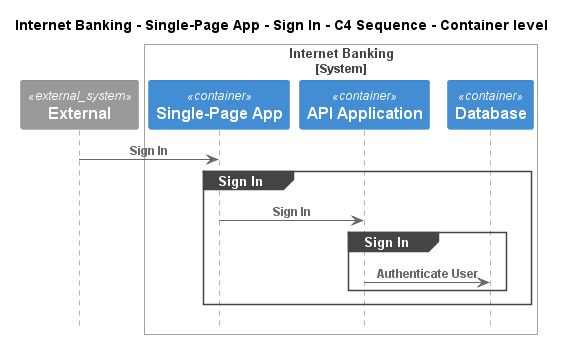 Internet Banking - Single-Page App - Sign In - C4 Sequence - Container level
Internet Banking
[System]
«external_system»
External
«container»
Single-Page App
«container»
API Application
«container»
Database
Sign In
Sign In
Sign In
Sign In
Authenticate User